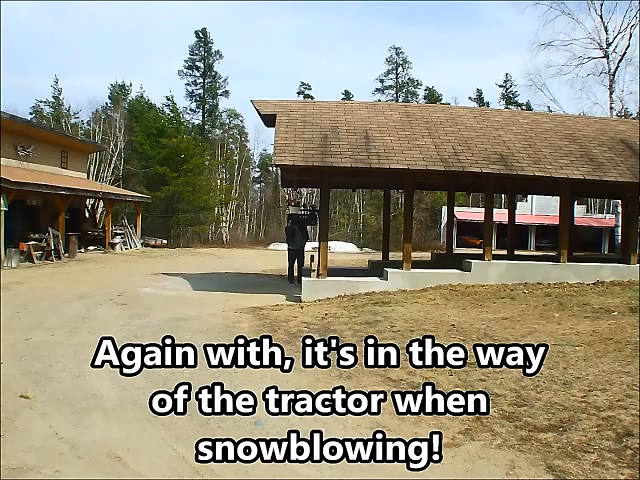 Again with, it's in the way
of the tractor when
snowblowing!